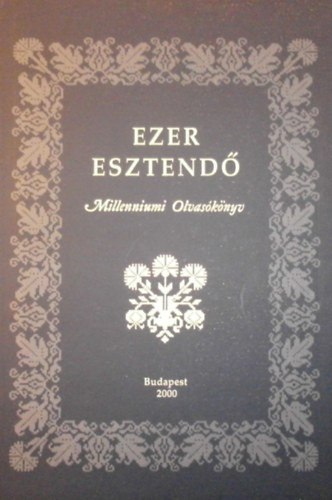 EZER
ESZTENDŐ
Millenniumi Olvasókönyv
Budapest
2000